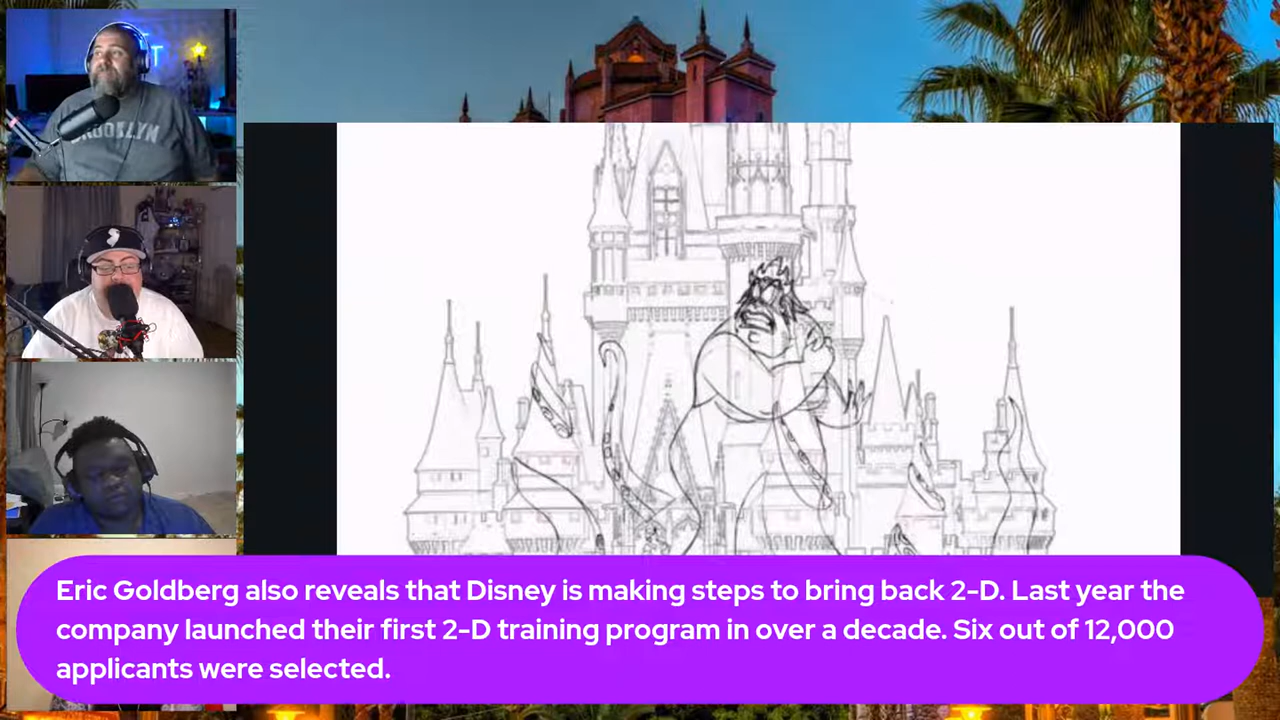 BROOKLYN
Eric Goldberg also reveals that Disney is making steps to bring back 2-D. Last year the
company launched their first 2-D training program in over a decade. Six out of 12,000
applicants were selected.